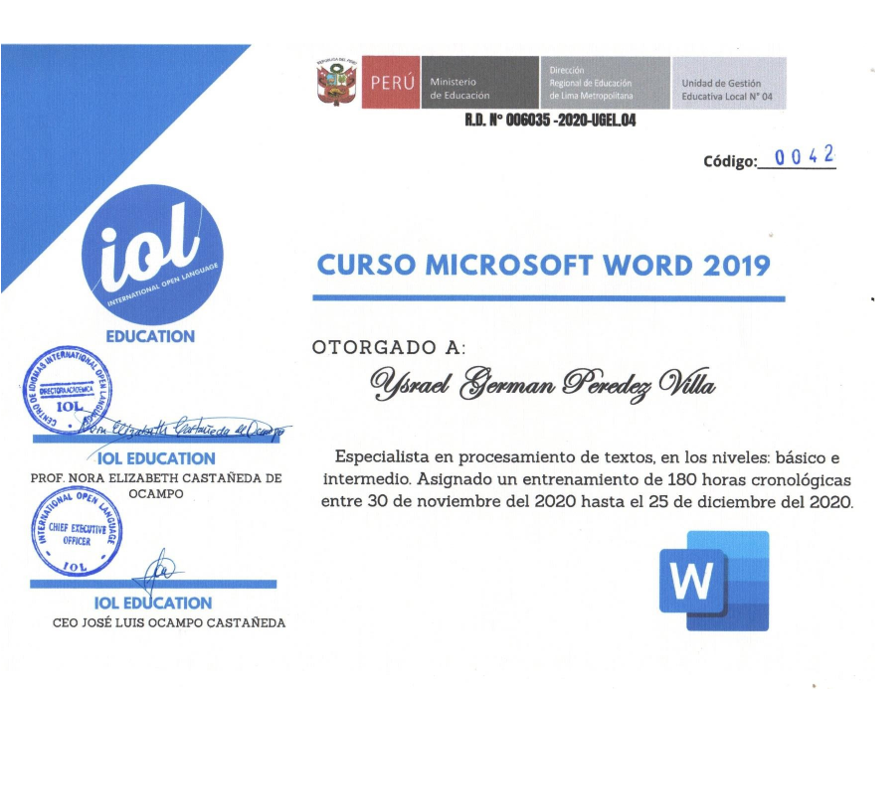 REPUBLICA DEL PERU
PERÚ
Ministerio
de Educación
Dirección
Regional de Educación
de Lima Metropolitana
Unidad de Gestión
Educativa Local N° 04
R.D. N° 006035 -2020-UGEL.04
Código: 0042
iol
INTERNATIONAL OPEN LANGUAGE
EDUCATION
CURSO MICROSOFT WORD 2019
OTORGADO A:
Ysrael German Peredez Villa
Especialista en procesamiento de textos, en los niveles: básico e
intermedio. Asignado un entrenamiento de 180 horas cronológicas
entre 30 de noviembre del 2020 hasta el 25 de diciembre del 2020.
W
CENTRO DE IDIOMAS INTERNATIONAL OPEN LANGUAGE
DIRECTORA ACADEMICA
IOL
Elizabeth Castañeda de Ocampo
IOL EDUCATION
PROF. NORA ELIZABETH CASTAÑEDA DE
OCAMPO
INTERNATIONAL OPEN LANGUAGE
CHIEF EXECUTIVE
OFFICER
IOL
IOL EDUCATION
CEO JOSÉ LUIS OCAMPO CASTAÑEDA